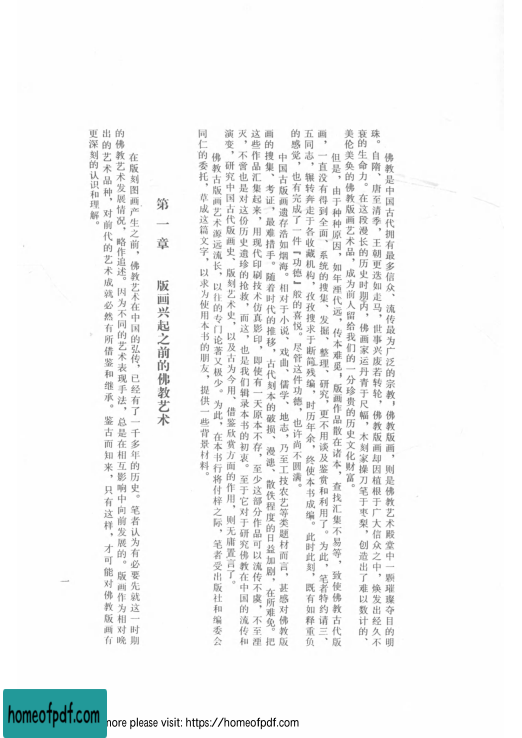 佛教是中国古代拥有最多信众、流传最为广泛的宗教，佛教版画，则是佛教艺术殿堂中一颗璀璨夺目的明
珠。自隋、唐至清季，王朝更迭如走马，世事兴废若转轮，佛教版画却因植根于广大信众之中，焕发出经久不
衰的生命力。在这段漫长的历史时期内，佛画家运丹青于尺幅，木刻家操刀笔于枣梨，创造出了难以数计的、
美伦美奂的佛教版画艺术品，成为前人留给我们的一分珍贵的历史文化财富。
但是，由于种种原因，如年湮代远，传本难见，版画作品散在诸本，查找汇集不易等，致使佛教古代版
画，一直没有得到全面、系统的搜集、发掘、整理、研究，更不用谈及鉴赏和利用了。为此，笔者特约请三、
五同志，辗转奔走于各收藏机构，孜孜搜求于断简残编，时历年余，终使本书成编。此时此刻，既有如释重负
的感觉，也有完成了一件『功德』般的喜悦。尽管这件功德，也许尚不圆满。
中国古版画遗存浩如烟海。相对于小说、戏曲、儒学、地志，乃至工技农艺等类题材而言，甚感对佛教版
画的搜集、考证，最难措手。随着时代的推移，古代刻本的破损、漫漶、散佚程度的日益加剧，在所难免。把
这些作品汇集起来，用现代印刷技术仿真影印，即使有一天原本不存，至少这部分作品可以流传不虞，不至湮
灭，不啻也是对这份历史遗珍的抢救，而这，也是我们辑录本书的初衷。至于它对于研究佛教在中国的流传和
演变，研究中国古代版画史、版刻艺术史，以及古为今用、借鉴欣赏方面的作用，则无庸置言了。
佛教古版画艺术源远流长，以往的专门论著又极少。为此，在本书行将付梓之际，笔者受出版社和编委会
同仁的委托，草成这篇文字，以求为使用本书的朋友，提供一些背景材料。
第一章 版画兴起之前的佛教艺术
在版刻图画产生之前，佛教艺术在中国的弘传，已经有了一千多年的历史。笔者认为有必要先就这一时期
的佛教艺术发展情况，略作追述。因为不同的艺术表现手法，总是在相互影响中向前发展的。版画作为相对晚
出的艺术品种，对前代的艺术成就必然有所借鉴和继承。鉴古而知来，只有这样，才可能对佛教版画有
更深刻的认识和理解。
一
homeofpdf.com
more please visit: https://homeofpdf.com